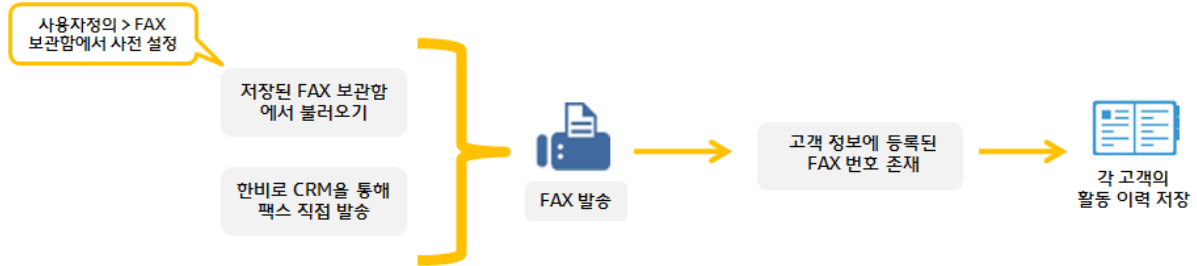 사용자정의 > FAX
보관함에서 사전 설정
저장된 FAX 보관함
에서 불러오기
한비로 CRM을 통해
팩스 직접 발송
FAX 발송
고객 정보에 등록된
FAX 번호 존재
각 고객의
활동 이력 저장